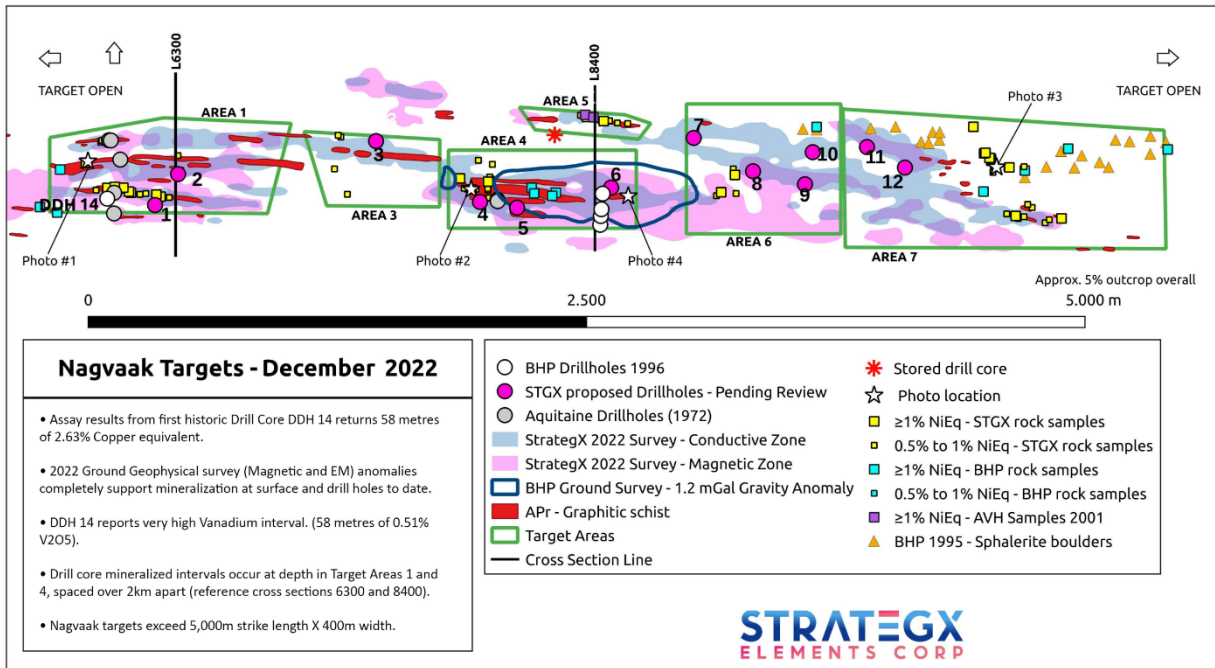 L6300
L8400
TARGET OPEN
TARGET OPEN
AREA 1
AREA 5
AREA 4
Photo #3
7
10
11
12
3
2
8
9
6
DDH 14
1
4
5
AREA 3
AREA 6
AREA 7
Photo #1
Photo #2
Photo #4
Approx. 5% outcrop overall
0
2.500
5.000 m
Nagvaak Targets - December 2022
• Assay results from first historic Drill Core DDH 14 returns 58 metres
of 2.63% Copper equivalent.
• 2022 Ground Geophysical survey (Magnetic and EM) anomalies
completely support mineralization at surface and drill holes to date.
• DDH 14 reports very high Vanadium interval. (58 metres of 0.51%
V2O5).
• Drill core mineralized intervals occur at depth in Target Areas 1 and
4, spaced over 2km apart (reference cross sections 6300 and 8400).
• Nagvaak targets exceed 5,000m strike length X 400m width.
BHP Drillholes 1996
STGX proposed Drillholes - Pending Review
Aquitaine Drillholes (1972)
StrategX 2022 Survey - Conductive Zone
StrategX 2022 Survey - Magnetic Zone
BHP Ground Survey - 1.2 mGal Gravity Anomaly
APr - Graphitic schist
Target Areas
Cross Section Line
Stored drill core
Photo location
≥1% NiEq - STGX rock samples
0.5% to 1% NiEq - STGX rock samples
≥1% NiEq - BHP rock samples
0.5% to 1% NiEq - BHP rock samples
≥1% NiEq - AVH Samples 2001
BHP 1995 - Sphalerite boulders
STRATEGX
ELEMENTS CORP